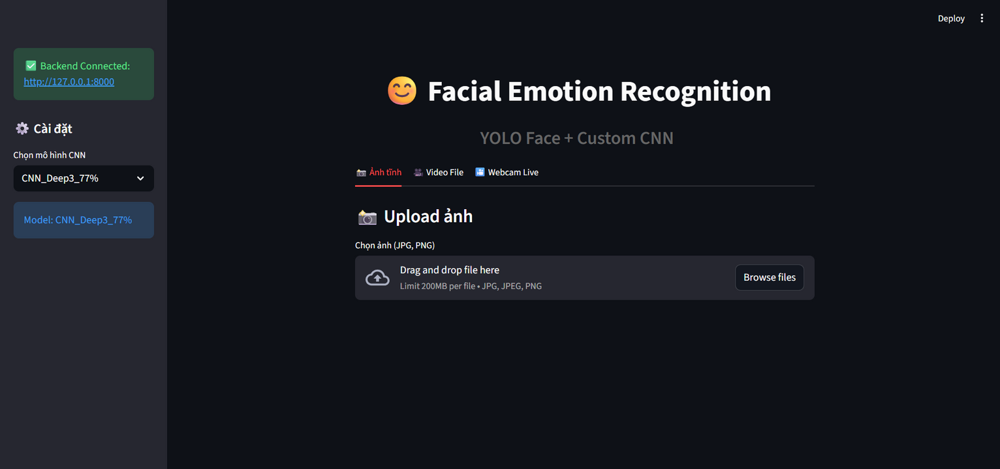 Deploy
✅ Backend Connected:
http://127.0.0.1:8000
⚙️ Cài đặt
Chọn mô hình CNN
CNN_Deep3_77%
Model: CNN_Deep3_77%
😊 Facial Emotion Recognition
YOLO Face + Custom CNN
📸 Ảnh tĩnh 🎥 Video File 🎦 Webcam Live
📸 Upload ảnh
Chọn ảnh (JPG, PNG)
Drag and drop file here
Limit 200MB per file • JPG, JPEG, PNG
Browse files